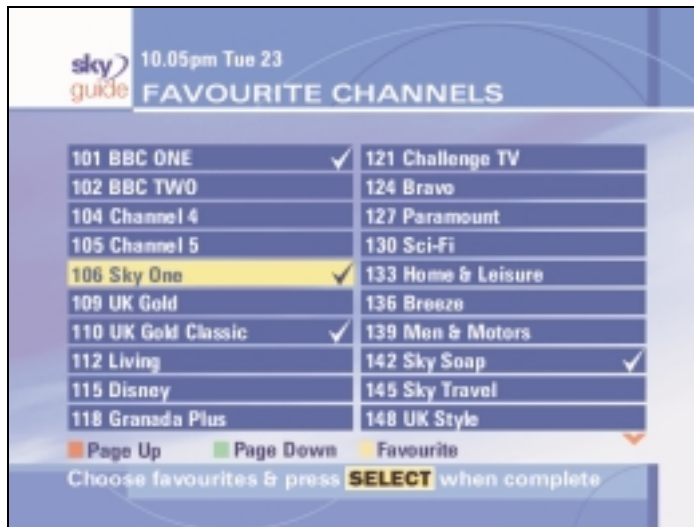 sky
guide
10.05pm Tue 23
FAVOURITE CHANNELS
101 BBC ONE
102 BBC TWO
104 Channel 4
105 Channel 5
106 Sky One
109 UK Gold
110 UK Gold Classic
112 Living
115 Disney
118 Granada Plus
121 Challenge TV
124 Bravo
127 Paramount
130 Sci-Fi
133 Home & Leisure
136 Breeze
139 Men & Motors
142 Sky Soap
145 Sky Travel
148 UK Style
Page Up Page Down Favourite
Choose favourites & press SELECT when complete